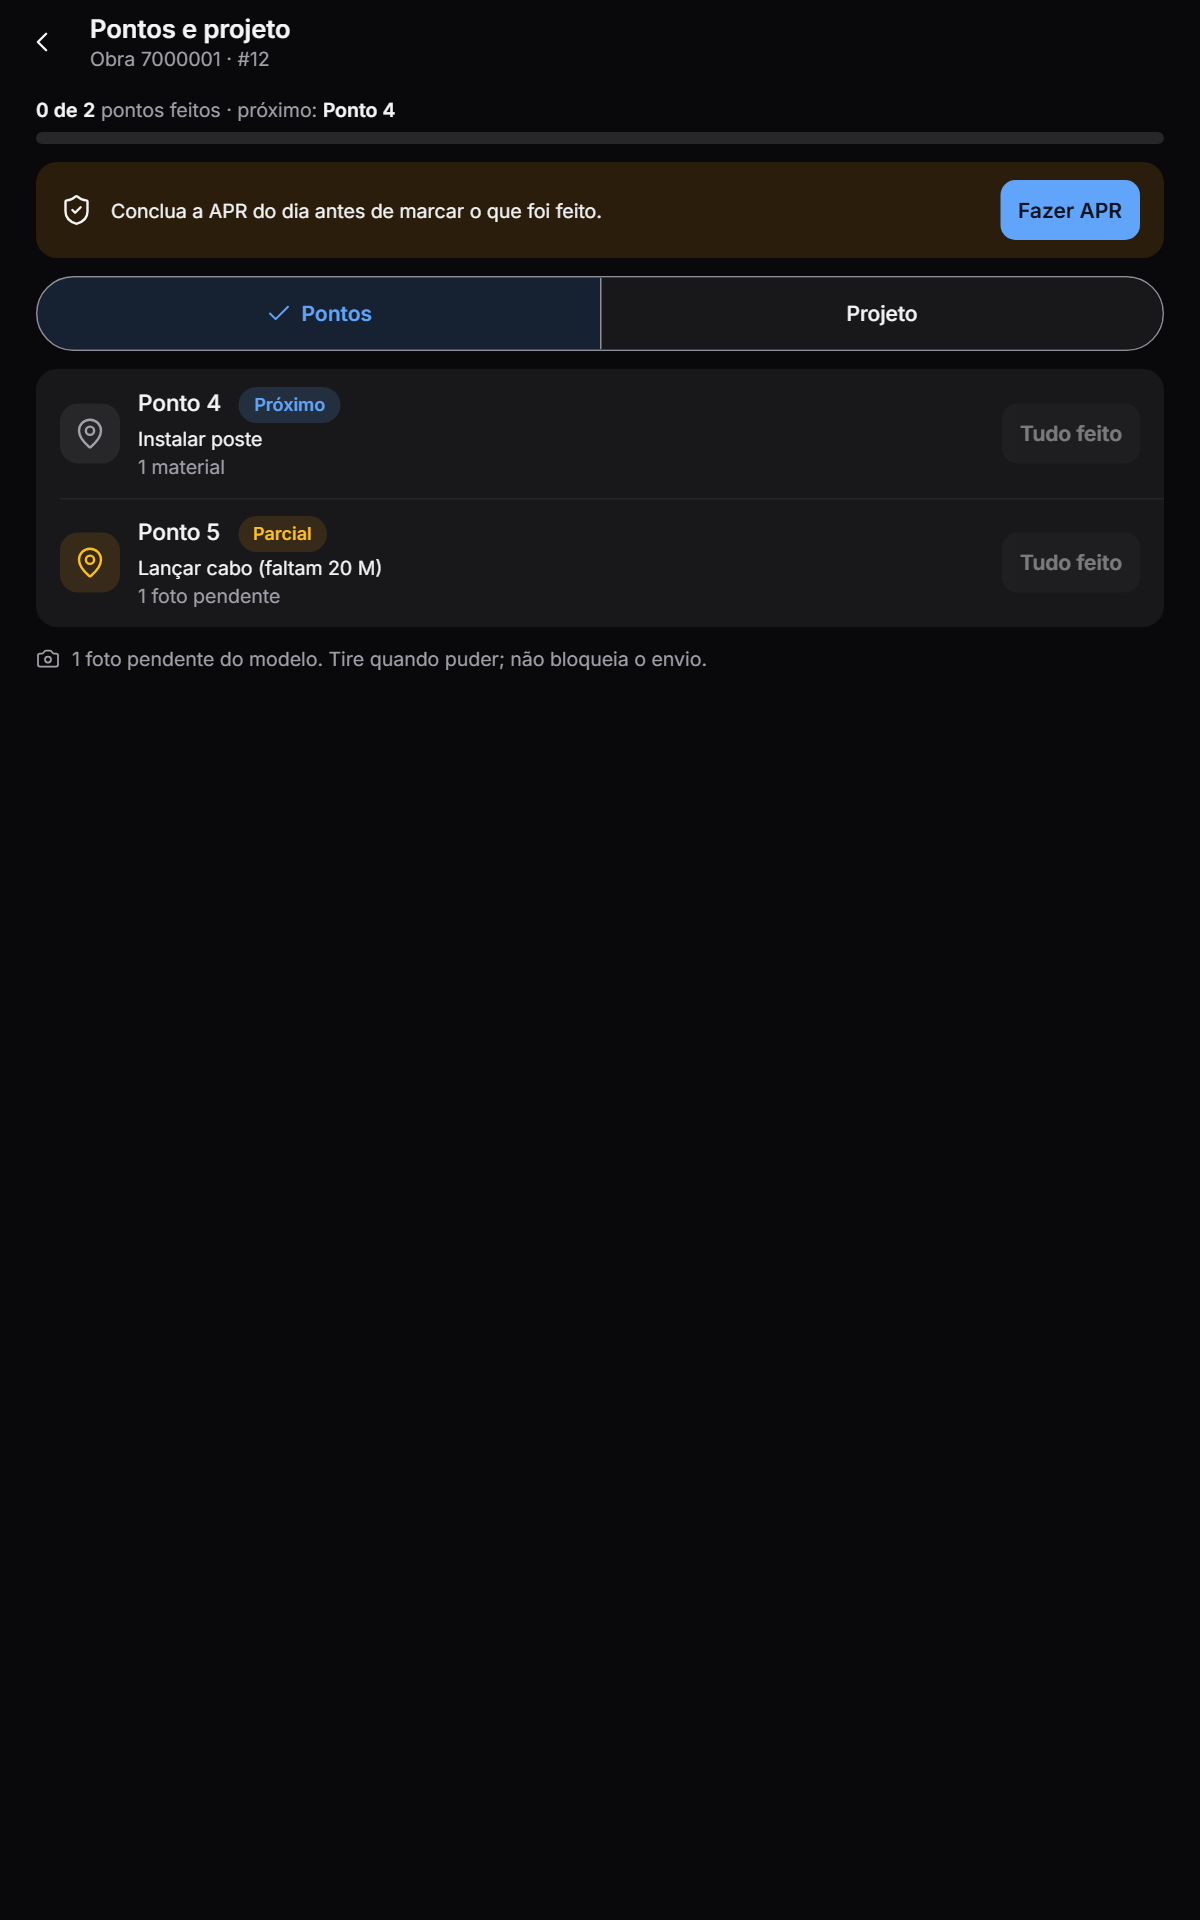 Pontos e projeto
Obra 7000001 · #12
0 de 2 pontos feitos · próximo: Ponto 4
Conclua a APR do dia antes de marcar o que foi feito.
Fazer APR
Pontos
Projeto
Ponto 4
Próximo
Instalar poste
1 material
Tudo feito
Ponto 5
Parcial
Lançar cabo (faltam 20 M)
1 foto pendente
Tudo feito
1 foto pendente do modelo. Tire quando puder; não bloqueia o envio.